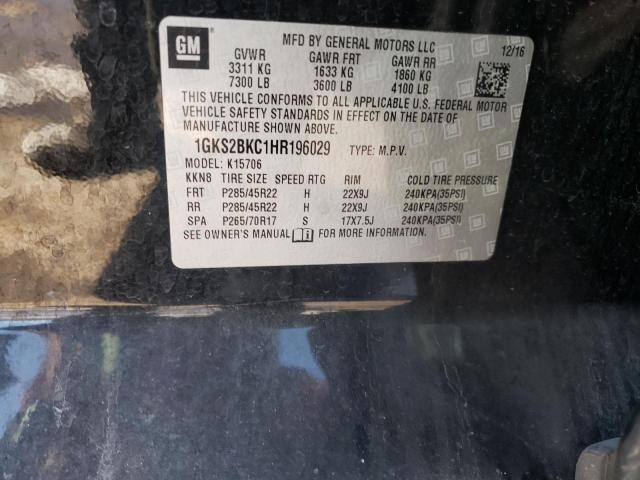 GM
MFD BY GENERAL MOTORS LLC
12/16
GVWR GAWR FRT GAWR RR
3311 KG 1633 KG 1860 KG
7300 LB 3600 LB 4100 LB
THIS VEHICLE CONFORMS TO ALL APPLICABLE U.S. FEDERAL MOTOR
VEHICLE SAFETY STANDARDS IN EFFECT ON THE DATE OF
MANUFACTURE SHOWN ABOVE.
1GKS2BKC1HR196029 TYPE: M.P.V.
MODEL: K15706
KKN8 TIRE SIZE SPEED RTG RIM COLD TIRE PRESSURE
FRT P285/45R22 H 22X9J 240KPA(35PSI)
RR P285/45R22 H 22X9J 240KPA(35PSI)
SPA P265/70R17 S 17X7.5J 240KPA(35PSI)
SEE OWNER'S MANUAL FOR MORE INFORMATION.